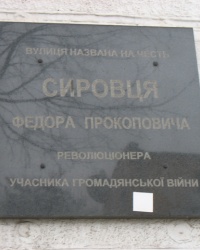 ВУЛИЦЯ НАЗВАНА НА ЧЕСТЬ
СИРОВЦЯ
ФЕДОРА ПРОКОПОВИЧА
РЕВОЛЮЦІОНЕРА
УЧАСНИКА ГРОМАДЯНСЬКОЇ ВІЙНИ